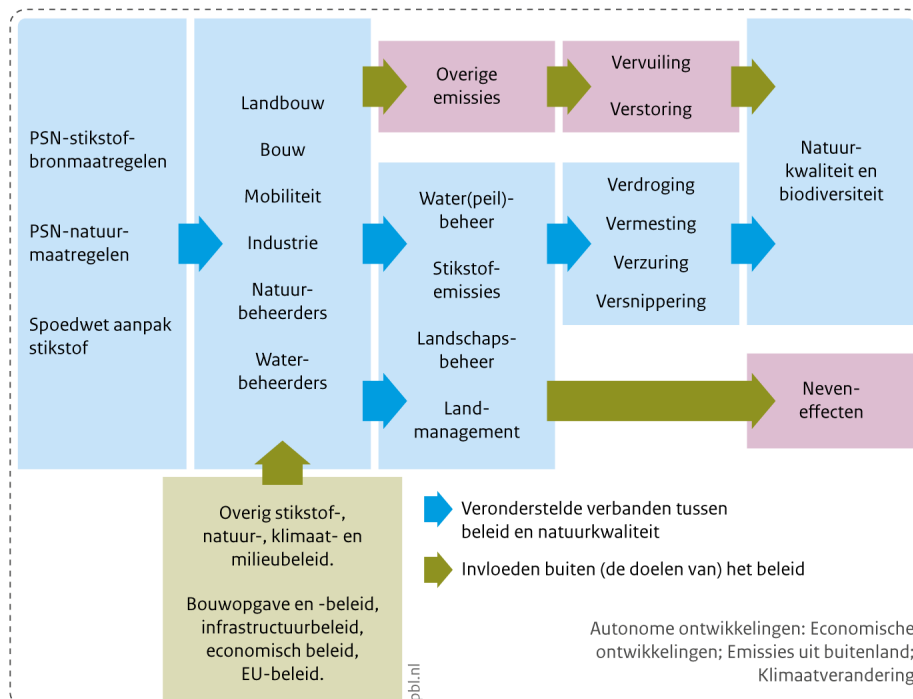 PSN-stikstof-
bronmaatregelen
PSN-natuur-
maatregelen
Spoedwet aanpak
stikstof
Landbouw
Bouw
Mobiliteit
Industrie
Natuur-
beheerders
Water-
beheerders
Overige
emissies
Vervuiling
Verstoring
Water(peil)-
beheer
Stikstof-
emissies
Landschaps-
beheer
Land-
management
Verdroging
Vermesting
Verzuring
Versnippering
Natuur-
kwaliteit en
biodiversiteit
Neven-
effecten
Overig stikstof-,
natuur-, klimaat- en
milieubeleid.
Bouwopgave en -beleid,
infrastructuurbeleid,
economisch beleid,
EU-beleid.
pbl.nl
Veronderstelde verbanden tussen
beleid en natuurkwaliteit
Invloeden buiten (de doelen van) het beleid
Autonome ontwikkelingen: Economische
ontwikkelingen; Emissies uit buitenland;
Klimaatverandering